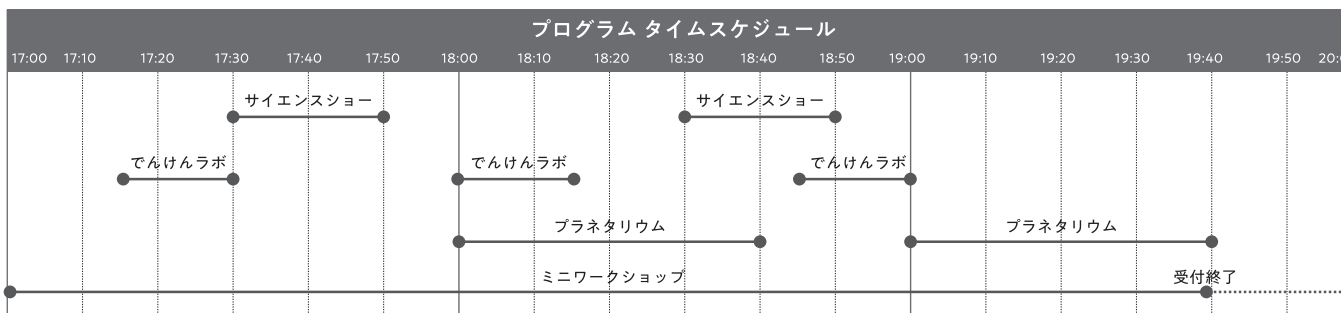 プログラム タイムスケジュール
17:00 17:10 17:20 17:30 17:40 17:50 18:00 18:10 18:20 18:30 18:40 18:50 19:00 19:10 19:20 19:30 19:40 19:50
サイエンスショー サイエンスショー
でんけんラボ でんけんラボ でんけんラボ
プラネタリウム プラネタリウム
ミニワークショップ 受付終了